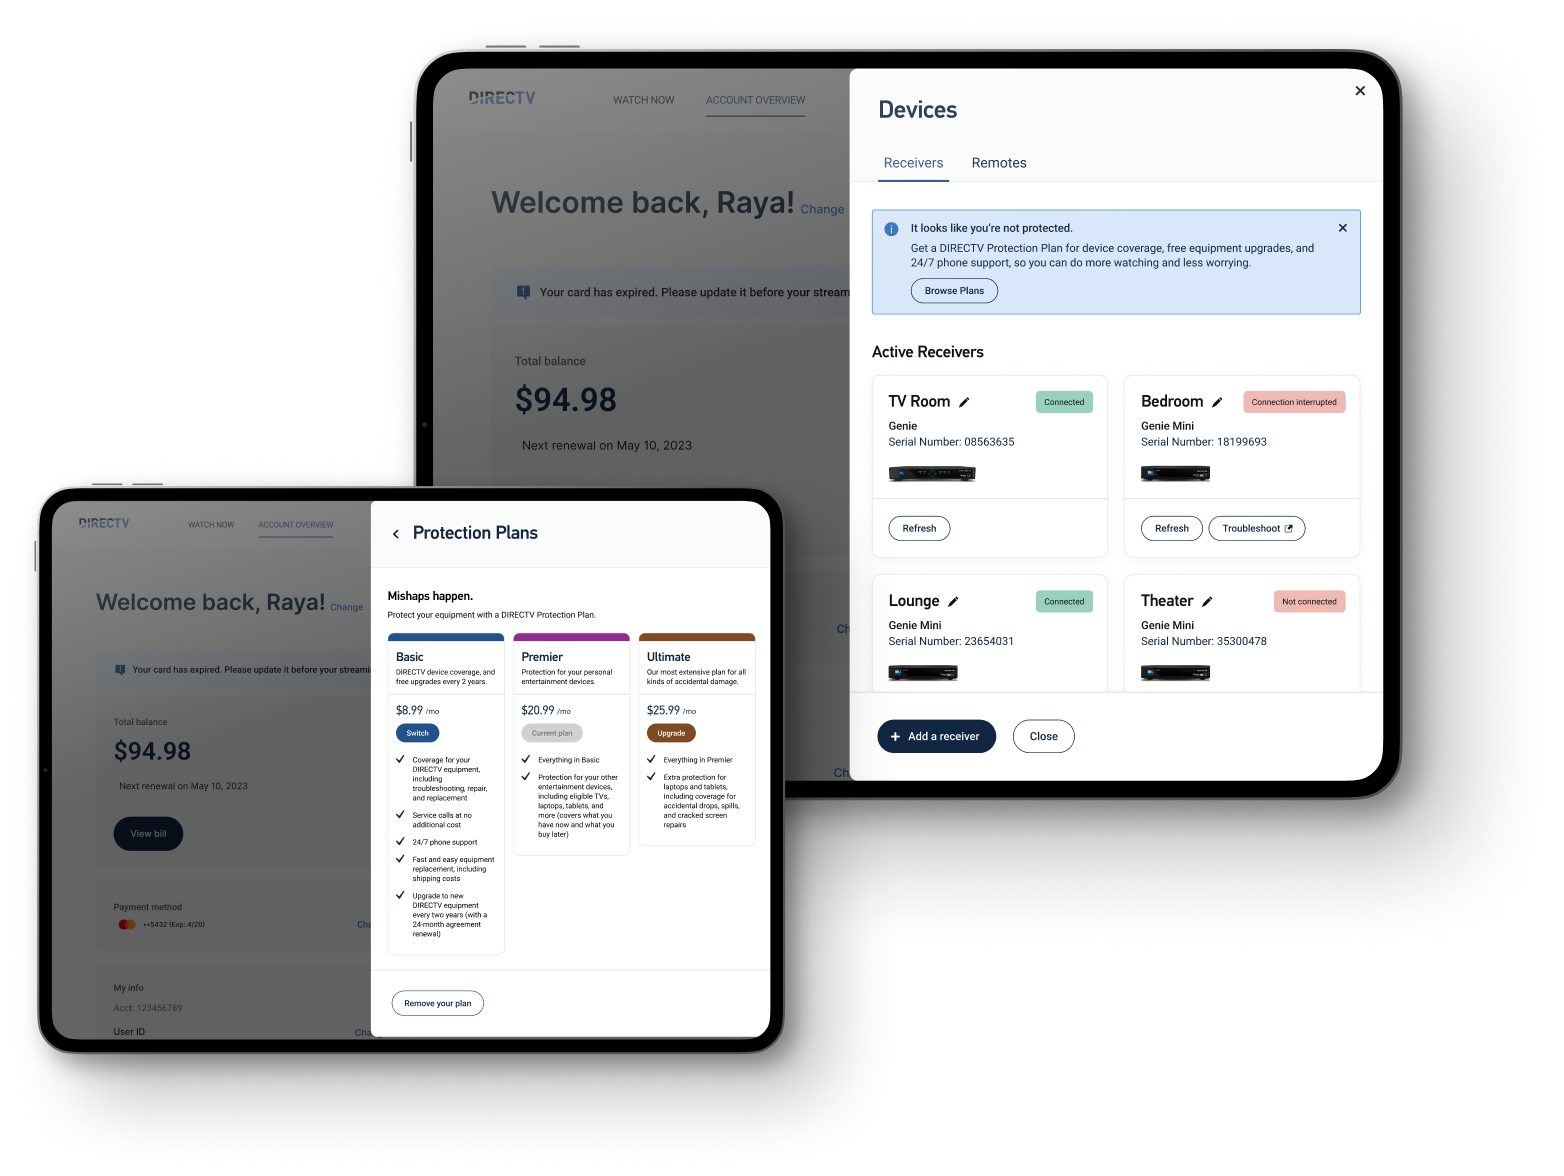 DIRECTV
WATCH NOW
ACCOUNT OVERVIEW
Welcome back, Raya! Change
Your card has expired. Please update it before your stream
Total balance
$94.98
Next renewal on May 10, 2023
Ch
Ch
Devices
Receivers
Remotes
It looks like you're not protected.
Get a DIRECTV Protection Plan for device coverage, free equipment upgrades, and
24/7 phone support, so you can do more watching and less worrying.
Browse Plans
Active Receivers
TV Room
Connected
Genie
Serial Number: 08563635
Refresh
Bedroom
Connection interrupted
Genie Mini
Serial Number: 18199693
Refresh
Troubleshoot
Lounge
Connected
Genie Mini
Serial Number: 23654031
Theater
Not connected
Genie Mini
Serial Number: 35300478
+ Add a receiver
Close
DIRECTV
WATCH NOW
ACCOUNT OVERVIEW
Welcome back, Raya! Change
Your card has expired. Please update it before your streami
Total balance
$94.98
Next renewal on May 10, 2023
View bill
Payment method
••5432 (Exp: 4/20)
Cha
My info
Acct: 123456789
User ID
Chan
Protection Plans
Mishaps happen.
Protect your equipment with a DIRECTV Protection Plan.
Basic
DIRECTV device coverage, and
free upgrades every 2 years.
$8.99 /mo
Switch
Coverage for your
DIRECTV equipment,
including
troubleshooting, repair,
and replacement
Service calls at no
additional cost
24/7 phone support
Fast and easy equipment
replacement, including
shipping costs
Upgrade to new
DIRECTV equipment
every two years (with a
24-month agreement
renewal)
Premier
Protection for your personal
entertainment devices.
$20.99 /mo
Current plan
Everything in Basic
Protection for your other
entertainment devices,
including eligible TVs,
laptops, tablets, and
more (covers what you
have now and what you
buy later)
Ultimate
Our most extensive plan for all
kinds of accidental damage.
$25.99 /mo
Upgrade
Everything in Premier
Extra protection for
laptops and tablets,
including coverage for
accidental drops, spills,
and cracked screen
repairs
Remove your plan